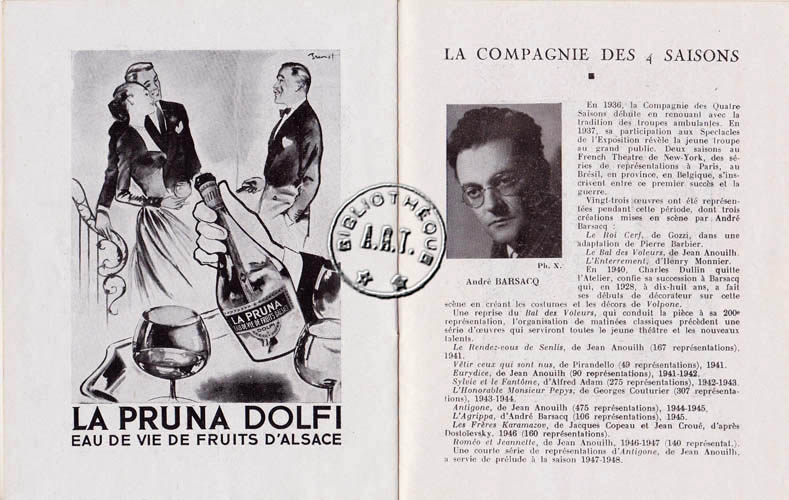 LA PRUNA
EAU DE VIE DE FRUITS D'ALSACE
DOLFI
LA PRUNA DOLFI
EAU DE VIE DE FRUITS D'ALSACE
BIBLIOTHÈQUE
A.R.T.
LA COMPAGNIE DES 4 SAISONS
En 1936, la Compagnie des Quatre
Saisons débute en renouant avec la
tradition des troupes ambulantes. En
1937, sa participation aux Spectacles
de l'Exposition révèle la jeune troupe
au grand public. Deux saisons au
French Theatre de New-York, des sé-
ries de représentations à Paris, au
Brésil, en province, en Belgique, s'ins-
crivent entre ce premier succès et la
guerre.
Vingt-trois œuvres ont été représen-
tées pendant cette période, dont trois
créations mises en scène par André
Barsacq :
Le Roi Cerf, de Gozzi, dans une
adaptation de Pierre Barbier.
Le Bal des Voleurs, de Jean Anouilh.
L'Enterrement, d'Henry Monnier.
En 1940, Charles Dullin quitte
l'Atelier, confie sa succession à Barsacq
qui, en 1928, à dix-huit ans, a fait
ses débuts de décorateur sur cette
scène en créant les costumes et les décors de Volpone.
Ph. X.
André BARSACQ
Une reprise du Bal des Voleurs, qui conduit la pièce à sa 200e
représentation, l'organisation de matinées classiques précèdent une
série d'œuvres qui serviront toutes le jeune théâtre et les nouveaux
talents.
Le Rendez-vous de Senlis, de Jean Anouilh (167 représentations),
1941.
Vêtir ceux qui sont nus, de Pirandello (49 représentations), 1941.
Eurydice, de Jean Anouilh (90 représentations), 1941-1942.
Sylvie et le Fantôme, d'Alfred Adam (275 représentations), 1942-1943.
L'Honorable Monsieur Pepys, de Georges Couturier (307 représenta-
tions), 1943-1944.
Antigone, de Jean Anouilh (475 représentations), 1944-1945.
L'Agrippa, d'André Barsacq (106 représentations), 1945.
Les Frères Karamazov, de Jacques Copeau et Jean Croué, d'après
Dostoïevsky, 1946 (160 représentations).
Roméo et Jeannette, de Jean Anouilh, 1946-1947 (140 représentat.).
Une courte série de représentations d'Antigone, de Jean Anouilh,
a servie de prélude à la saison 1947-1948.